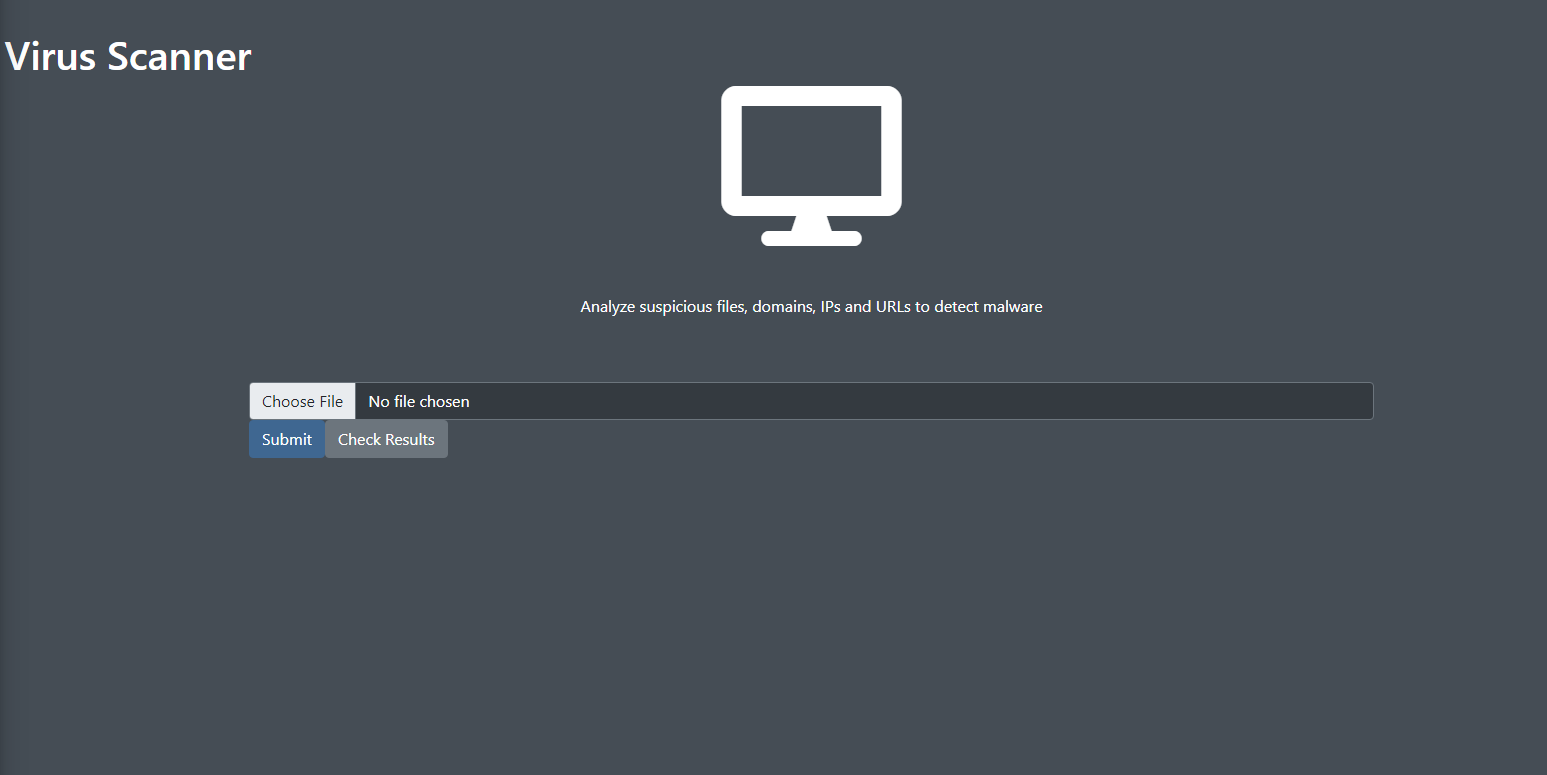 Virus Scanner
Analyze suspicious files, domains, IPs and URLs to detect malware
Choose File No file chosen
Submit Check Results